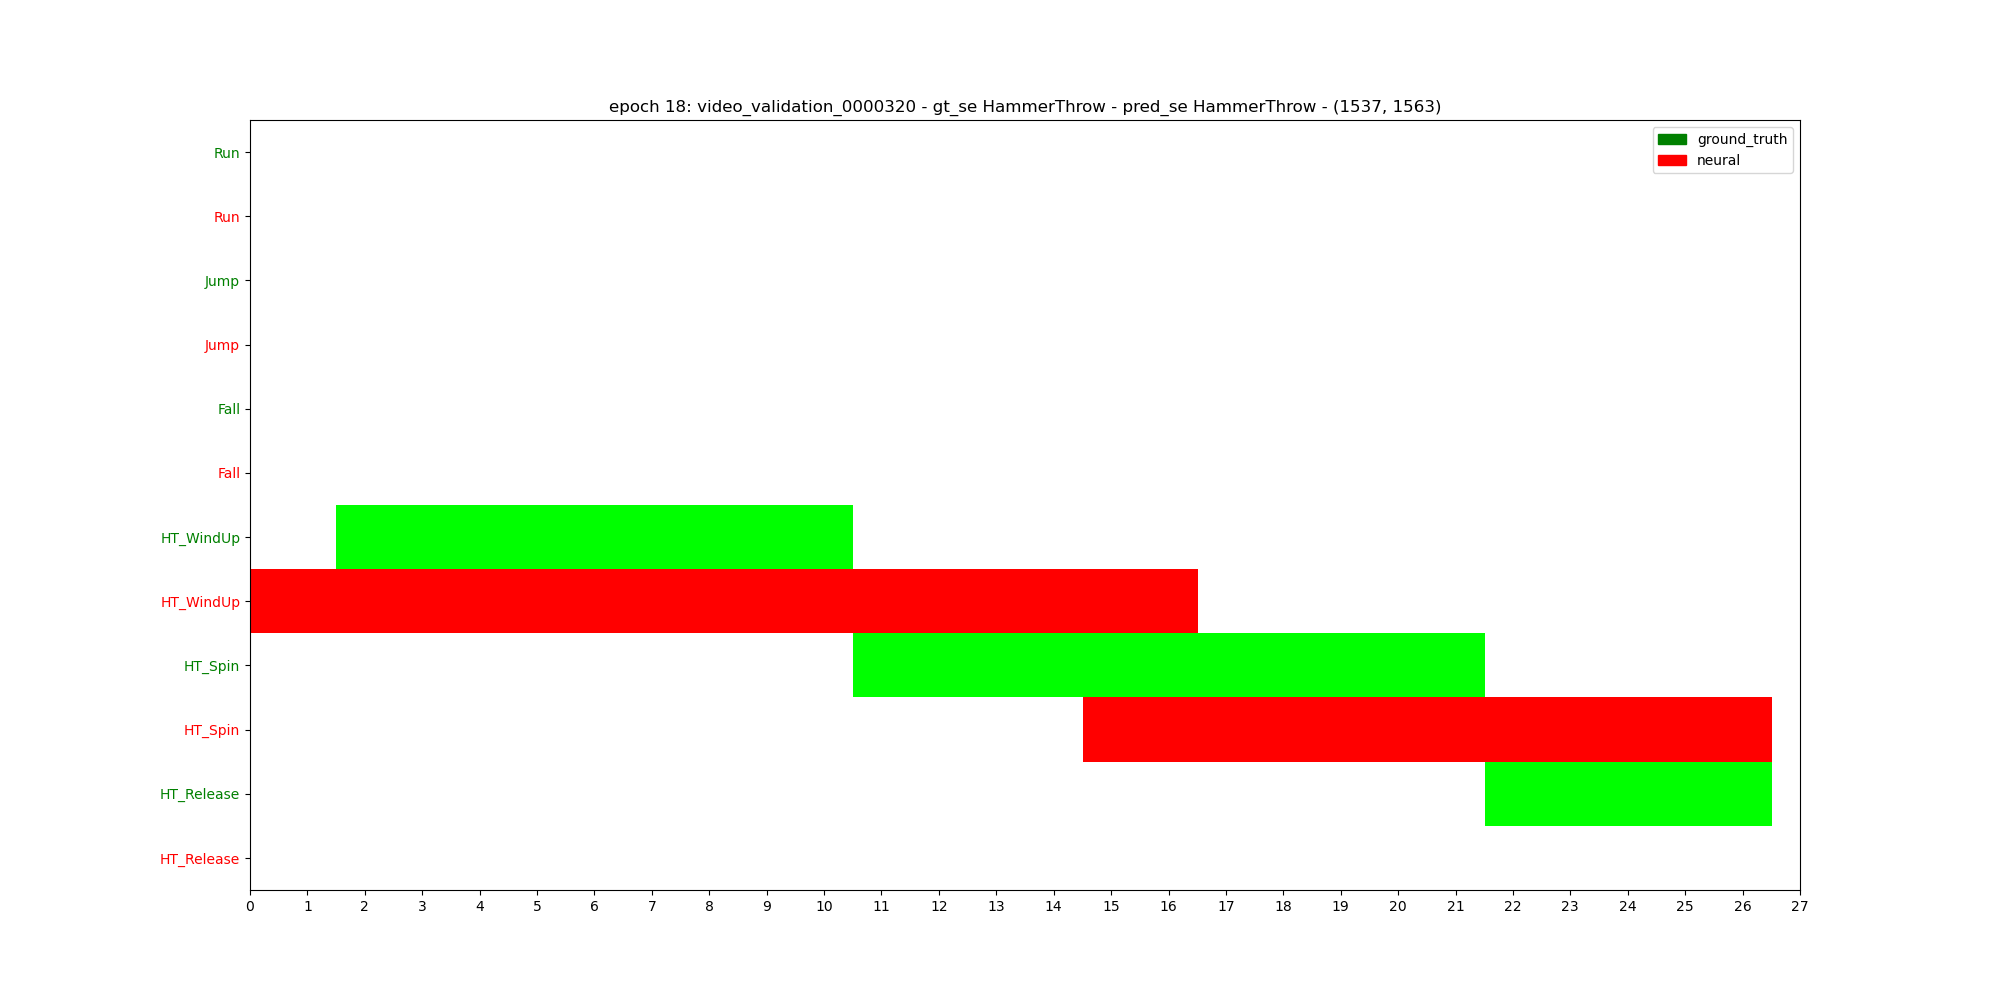 epoch 18: video_validation_0000320 - gt_se HammerThrow - pred_se HammerThrow - (1537, 1563)
ground_truth
neural
Run
Run
Jump
Jump
Fall
Fall
HT_WindUp
HT_WindUp
HT_Spin
HT_Spin
HT_Release
HT_Release
0 1 2 3 4 5 6 7 8 9 10 11 12 13 14 15 16 17 18 19 20 21 22 23 24 25 26 27